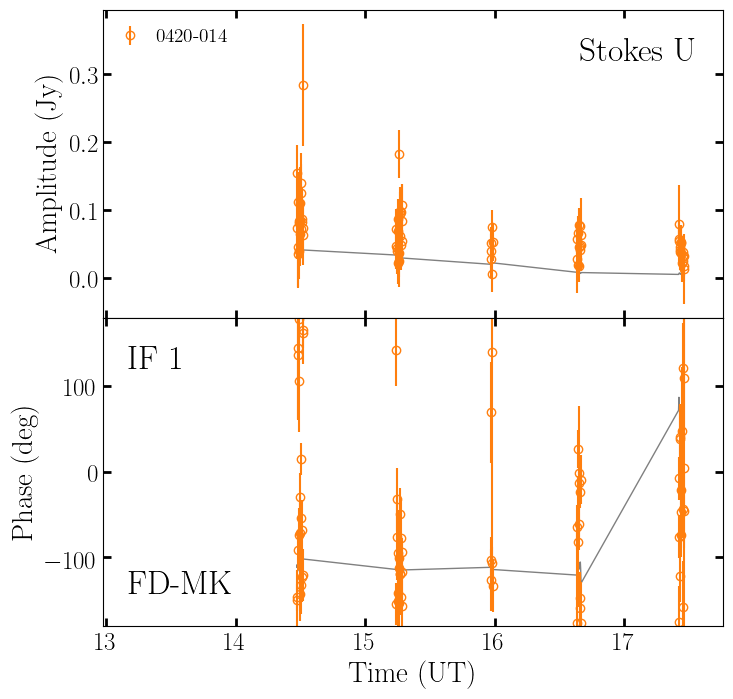 0420-014
Stokes U
Amplitude (Jy)
0.3
0.2
0.1
0.0
IF 1
Phase (deg)
100
0
−100
FD-MK
13 14 15 16 17
Time (UT)